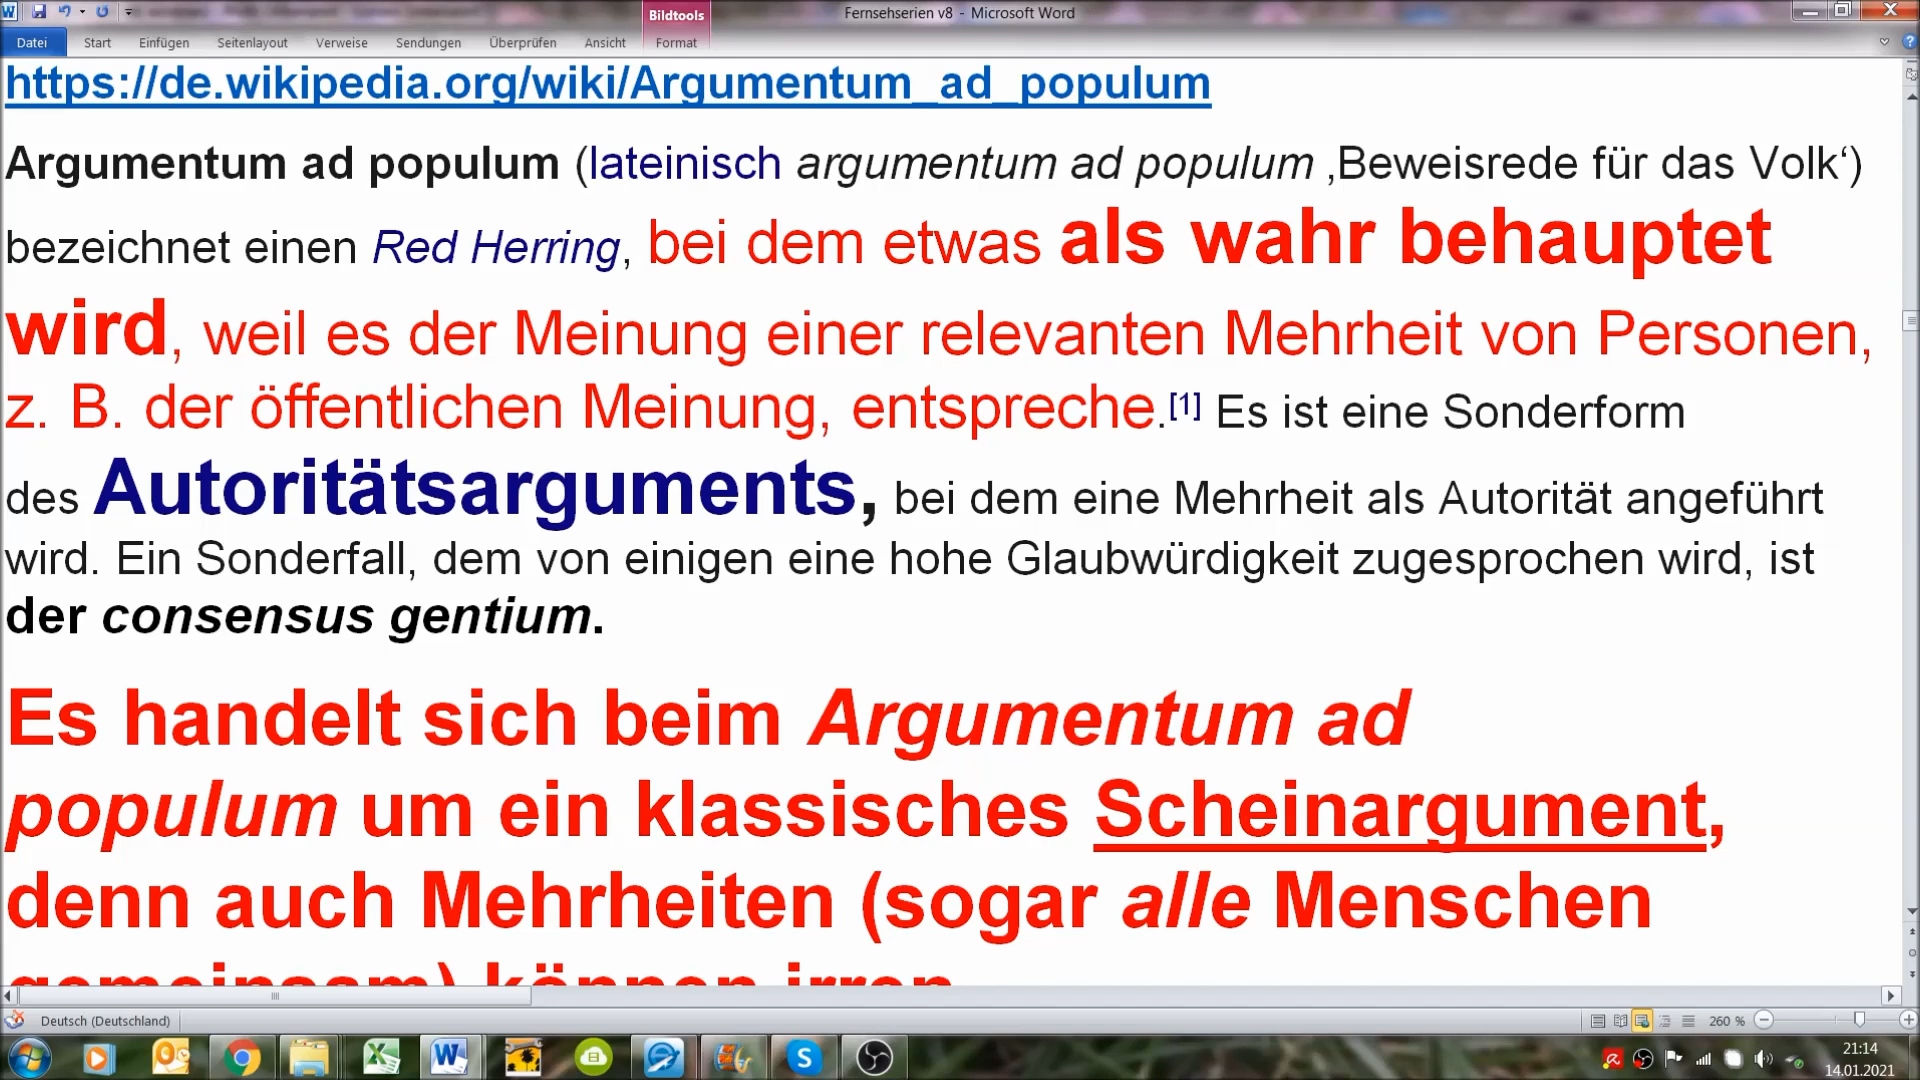 Bildtools
Fernsehserien v8 - Microsoft Word
Datei Start Einfügen Seitenlayout Verweise Sendungen Überprüfen Ansicht Format
https://de.wikipedia.org/wiki/Argumentum_ad_populum
Argumentum ad populum (lateinisch argumentum ad populum ‚Beweisrede für das Volk‘)
bezeichnet einen Red Herring, bei dem etwas als wahr behauptet
wird, weil es der Meinung einer relevanten Mehrheit von Personen,
z. B. der öffentlichen Meinung, entspreche.[1] Es ist eine Sonderform
des Autoritätsarguments, bei dem eine Mehrheit als Autorität angeführt
wird. Ein Sonderfall, dem von einigen eine hohe Glaubwürdigkeit zugesprochen wird, ist
der consensus gentium.
Es handelt sich beim Argumentum ad
populum um ein klassisches Scheinargument,
denn auch Mehrheiten (sogar alle Menschen
gemeinsam) können irren
Deutsch (Deutschland)
260 %
21:14
14.01.2021